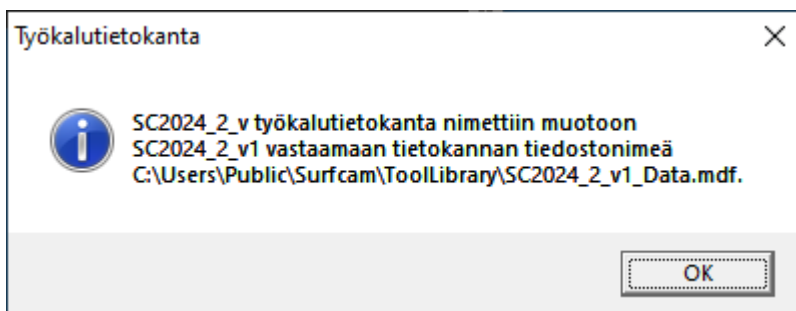 Työkalutietokanta
SC2024_2_v työkalutietokanta nimettiin muotoon
SC2024_2_v1 vastaamaan tietokannan tiedostonimeä
C:\Users\Public\Surfcam\ToolLibrary\SC2024_2_v1_Data.mdf.
OK